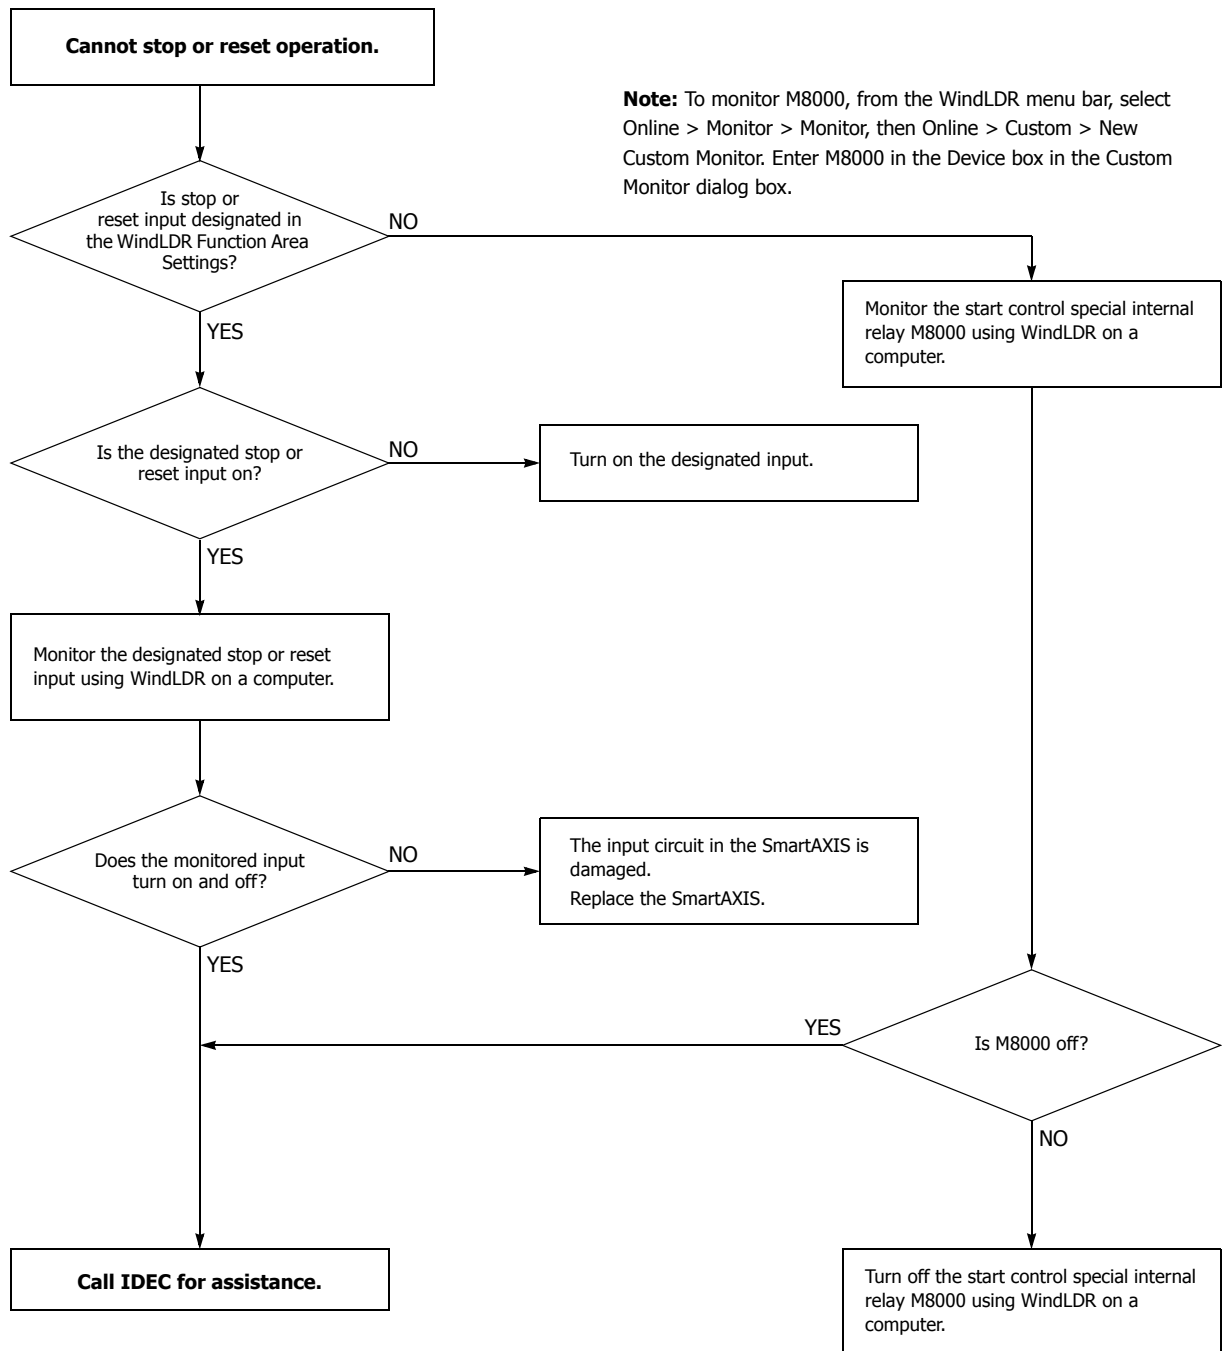 Cannot stop or reset operation.
Note: To monitor M8000, from the WindLDR menu bar, select
Online > Monitor > Monitor, then Online > Custom > New
Custom Monitor. Enter M8000 in the Device box in the Custom
Monitor dialog box.
Is stop or
reset input designated in
the WindLDR Function Area
Settings?
NO
YES
Monitor the start control special internal
relay M8000 using WindLDR on a
computer.
Is the designated stop or
reset input on?
NO
Turn on the designated input.
YES
Monitor the designated stop or reset
input using WindLDR on a computer.
Does the monitored input
turn on and off?
NO
The input circuit in the SmartAXIS is
damaged.
Replace the SmartAXIS.
YES
YES
Is M8000 off?
NO
Call IDEC for assistance.
Turn off the start control special internal
relay M8000 using WindLDR on a
computer.